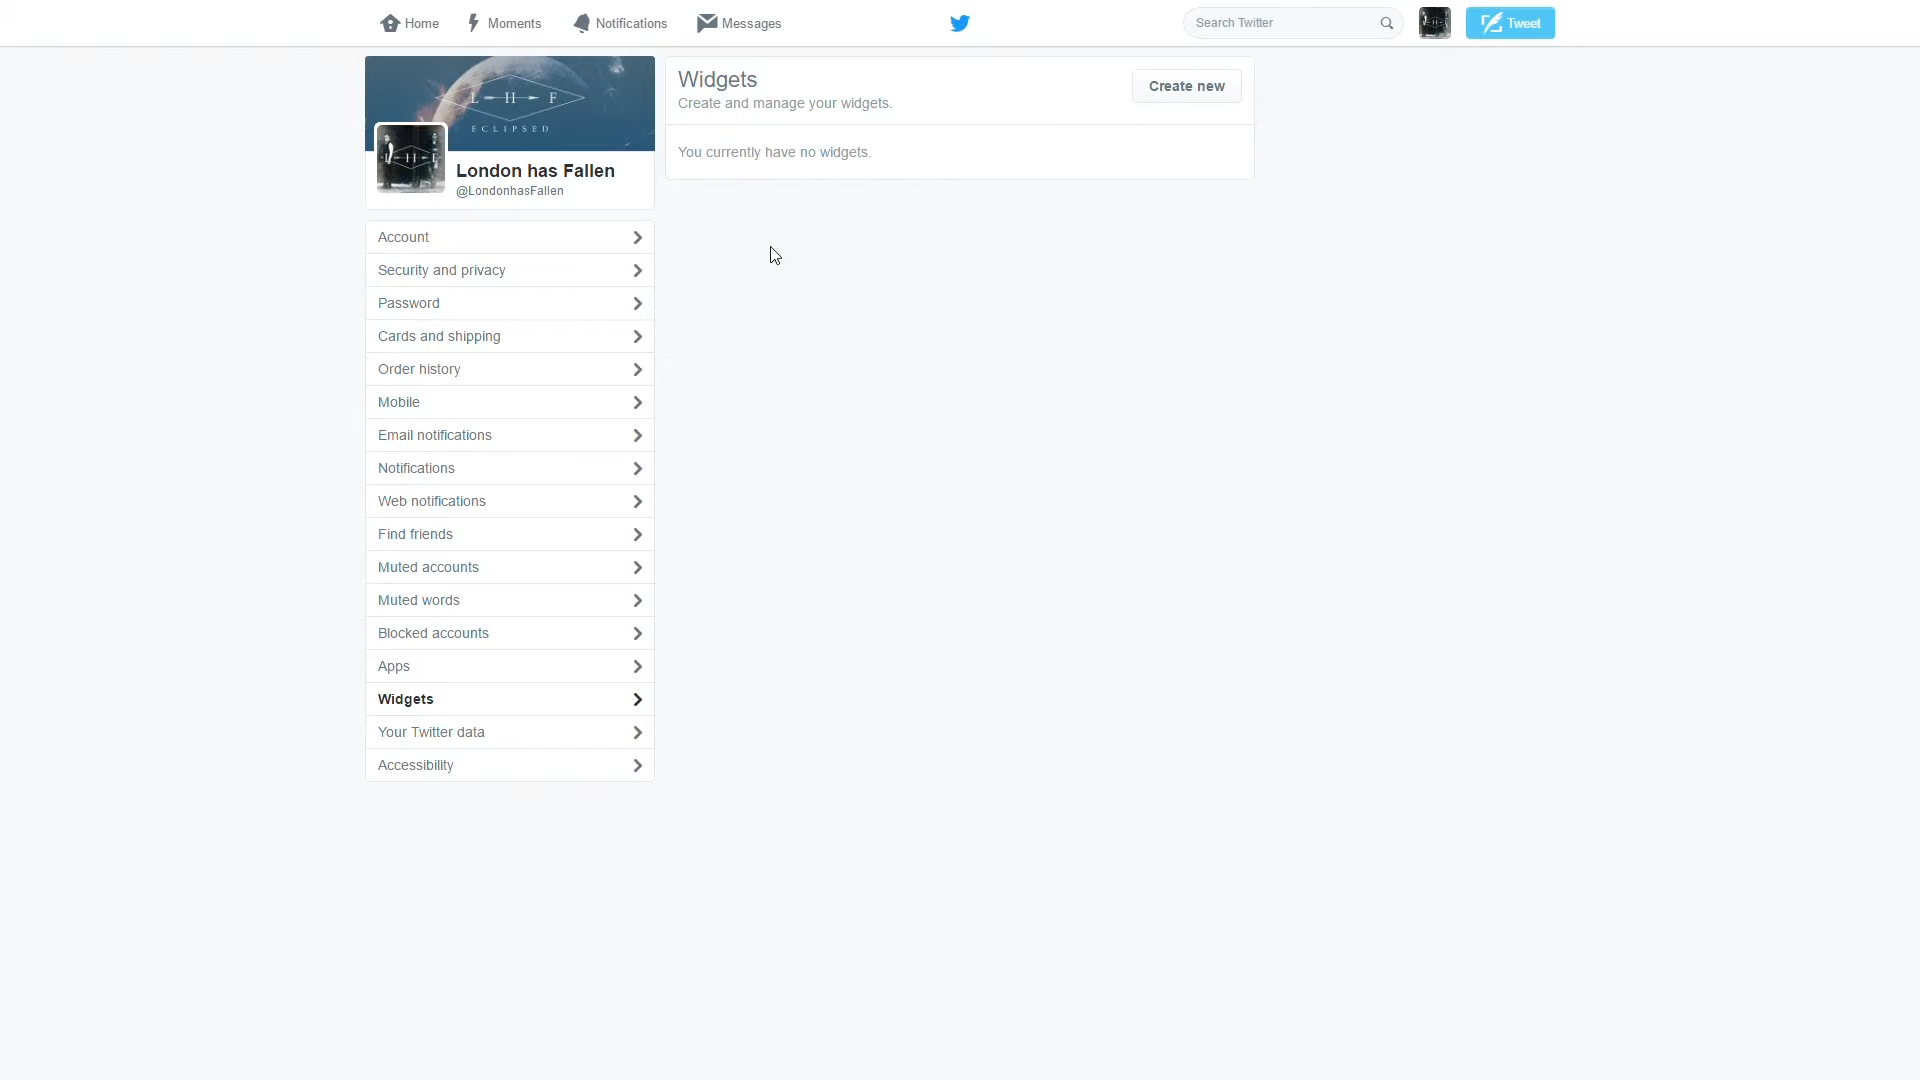 Home
Moments
Notifications
Messages
Search Twitter
Tweet
L H F
ECLIPSED
L H F
London has Fallen
@LondonhasFallen
Widgets
Create and manage your widgets.
Create new
You currently have no widgets.
Account
Security and privacy
Password
Cards and shipping
Order history
Mobile
Email notifications
Notifications
Web notifications
Find friends
Muted accounts
Muted words
Blocked accounts
Apps
Widgets
Your Twitter data
Accessibility